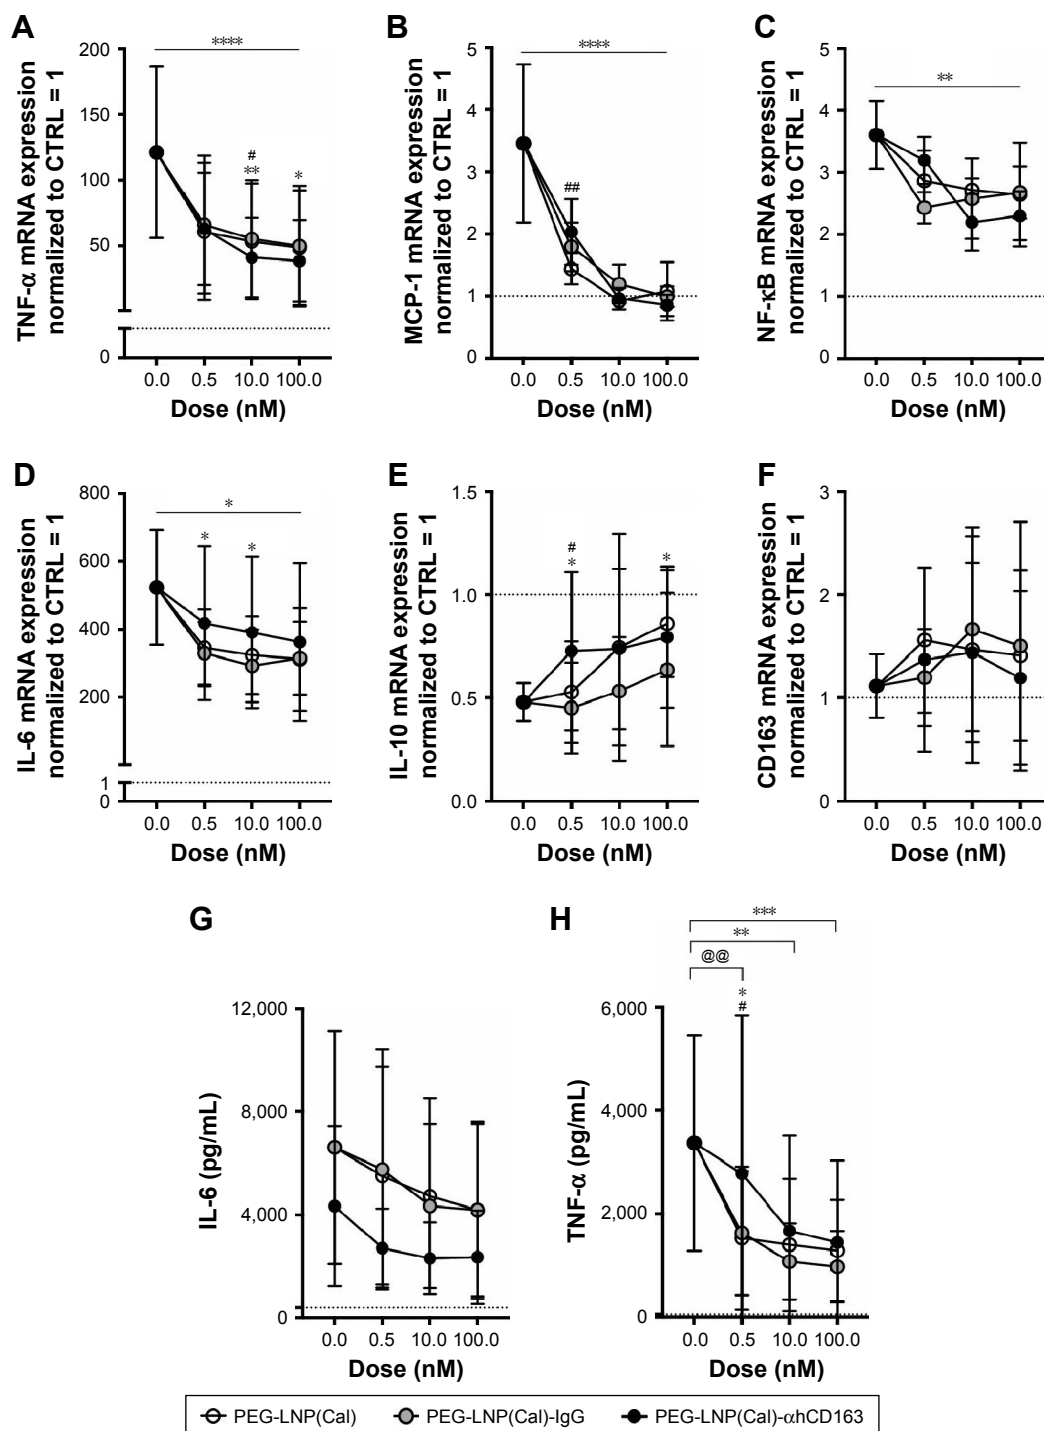 A
TNF-α mRNA expression
normalized to CTRL = 1
200
150
100
50
0
****
#
**
*
0.0 0.5 10.0 100.0
Dose (nM)
B
MCP-1 mRNA expression
normalized to CTRL = 1
5
4
3
2
1
0
****
##
0.0 0.5 10.0 100.0
Dose (nM)
C
NF-κB mRNA expression
normalized to CTRL = 1
5
4
3
2
1
0
**
0.0 0.5 10.0 100.0
Dose (nM)
D
IL-6 mRNA expression
normalized to CTRL = 1
800
600
400
200
1
0
*
* *
0.0 0.5 10.0 100.0
Dose (nM)
E
IL-10 mRNA expression
normalized to CTRL = 1
1.5
1.0
0.5
0.0
#
*
*
0.0 0.5 10.0 100.0
Dose (nM)
F
CD163 mRNA expression
normalized to CTRL = 1
3
2
1
0
0.0 0.5 10.0 100.0
Dose (nM)
G
IL-6 (pg/mL)
12,000
8,000
4,000
0
0.0 0.5 10.0 100.0
Dose (nM)
H
TNF-α (pg/mL)
***
**
@@
*
#
6,000
4,000
2,000
0
0.0 0.5 10.0 100.0
Dose (nM)
PEG-LNP(Cal) PEG-LNP(Cal)-IgG PEG-LNP(Cal)-αhCD163